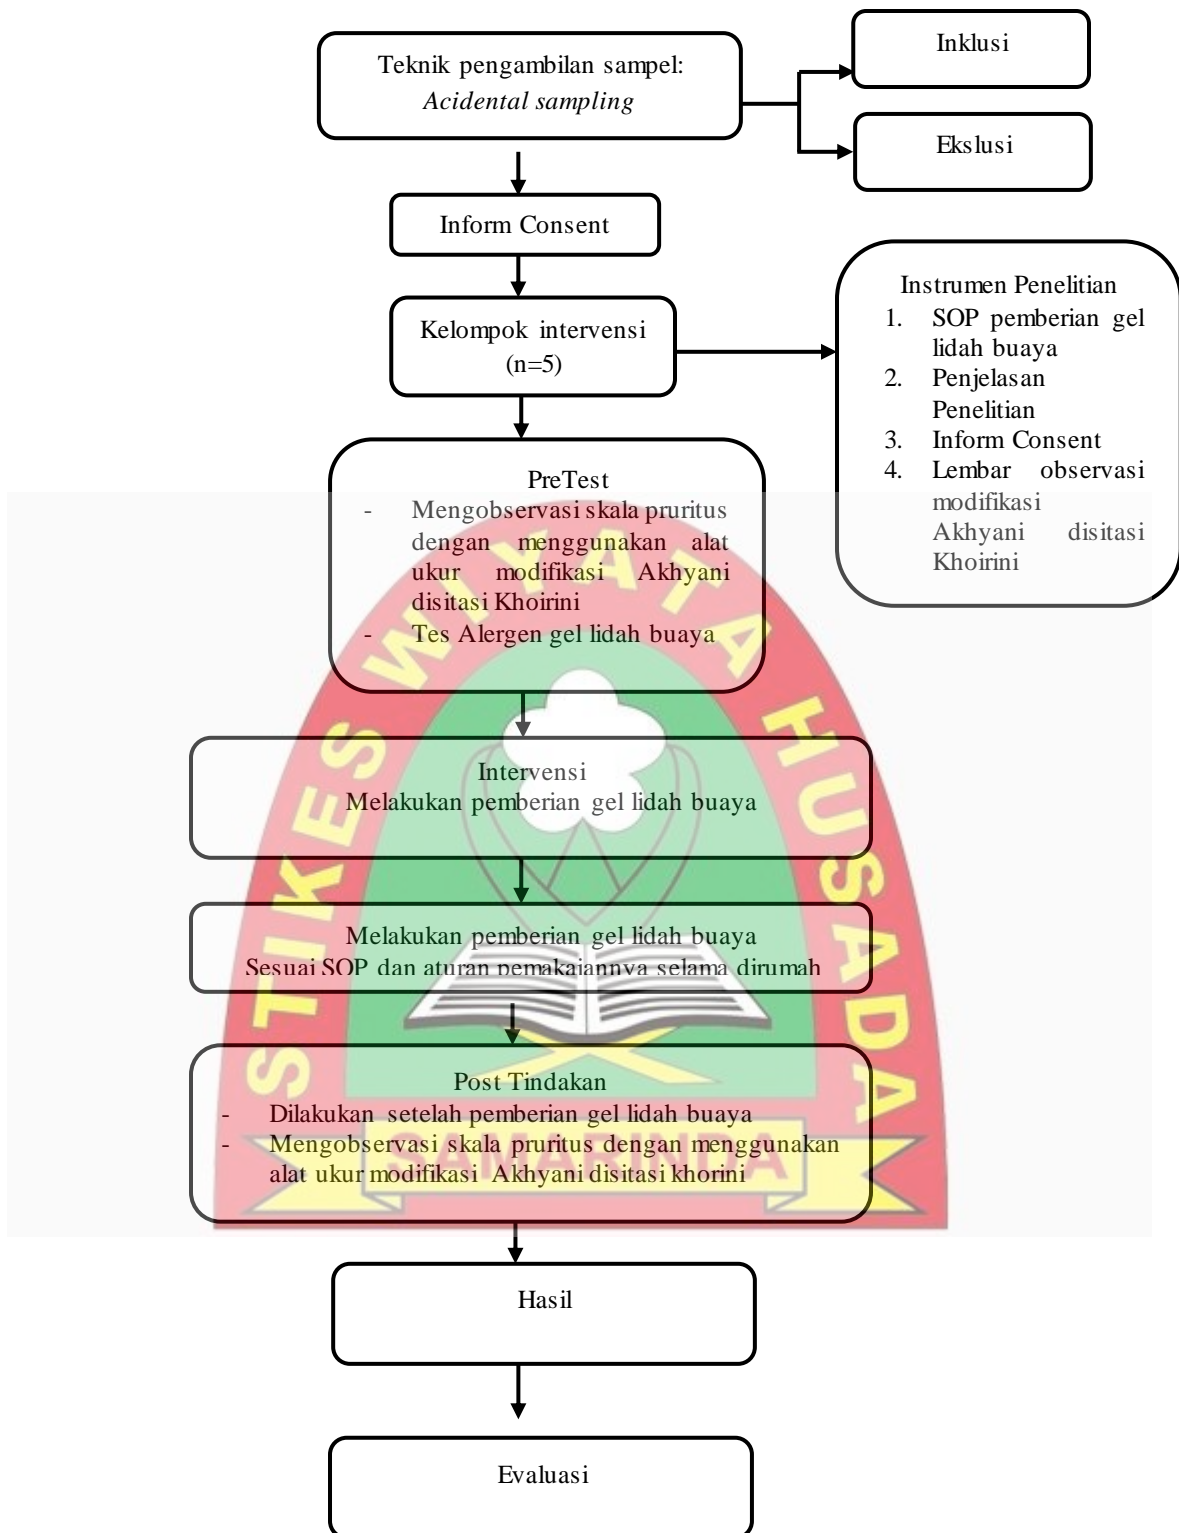 Teknik pengambilan sampel:
Acidental sampling
Inklusi
Ekslusi
Inform Consent
Kelompok intervensi
(n=5)
Instrumen Penelitian
1. SOP pemberian gel
lidah buaya
2. Penjelasan
Penelitian
3. Inform Consent
4. Lembar observasi
modifikasi
Akhyani disitasi
Khoirini
PreTest
- Mengobservasi skala pruritus
dengan menggunakan alat
ukur modifikasi Akhyani
disitasi Khoirini
- Tes Alergen gel lidah buaya
Intervensi
Melakukan pemberian gel lidah buaya
Melakukan pemberian gel lidah buaya
Sesuai SOP dan aturan pemakaiannya selama dirumah
Post Tindakan
- Dilakukan setelah pemberian gel lidah buaya
- Mengobservasi skala pruritus dengan menggunakan
alat ukur modifikasi Akhyani disitasi khorini
Hasil
Evaluasi
STIKES WIYATA HUSADA
SAMARINDA